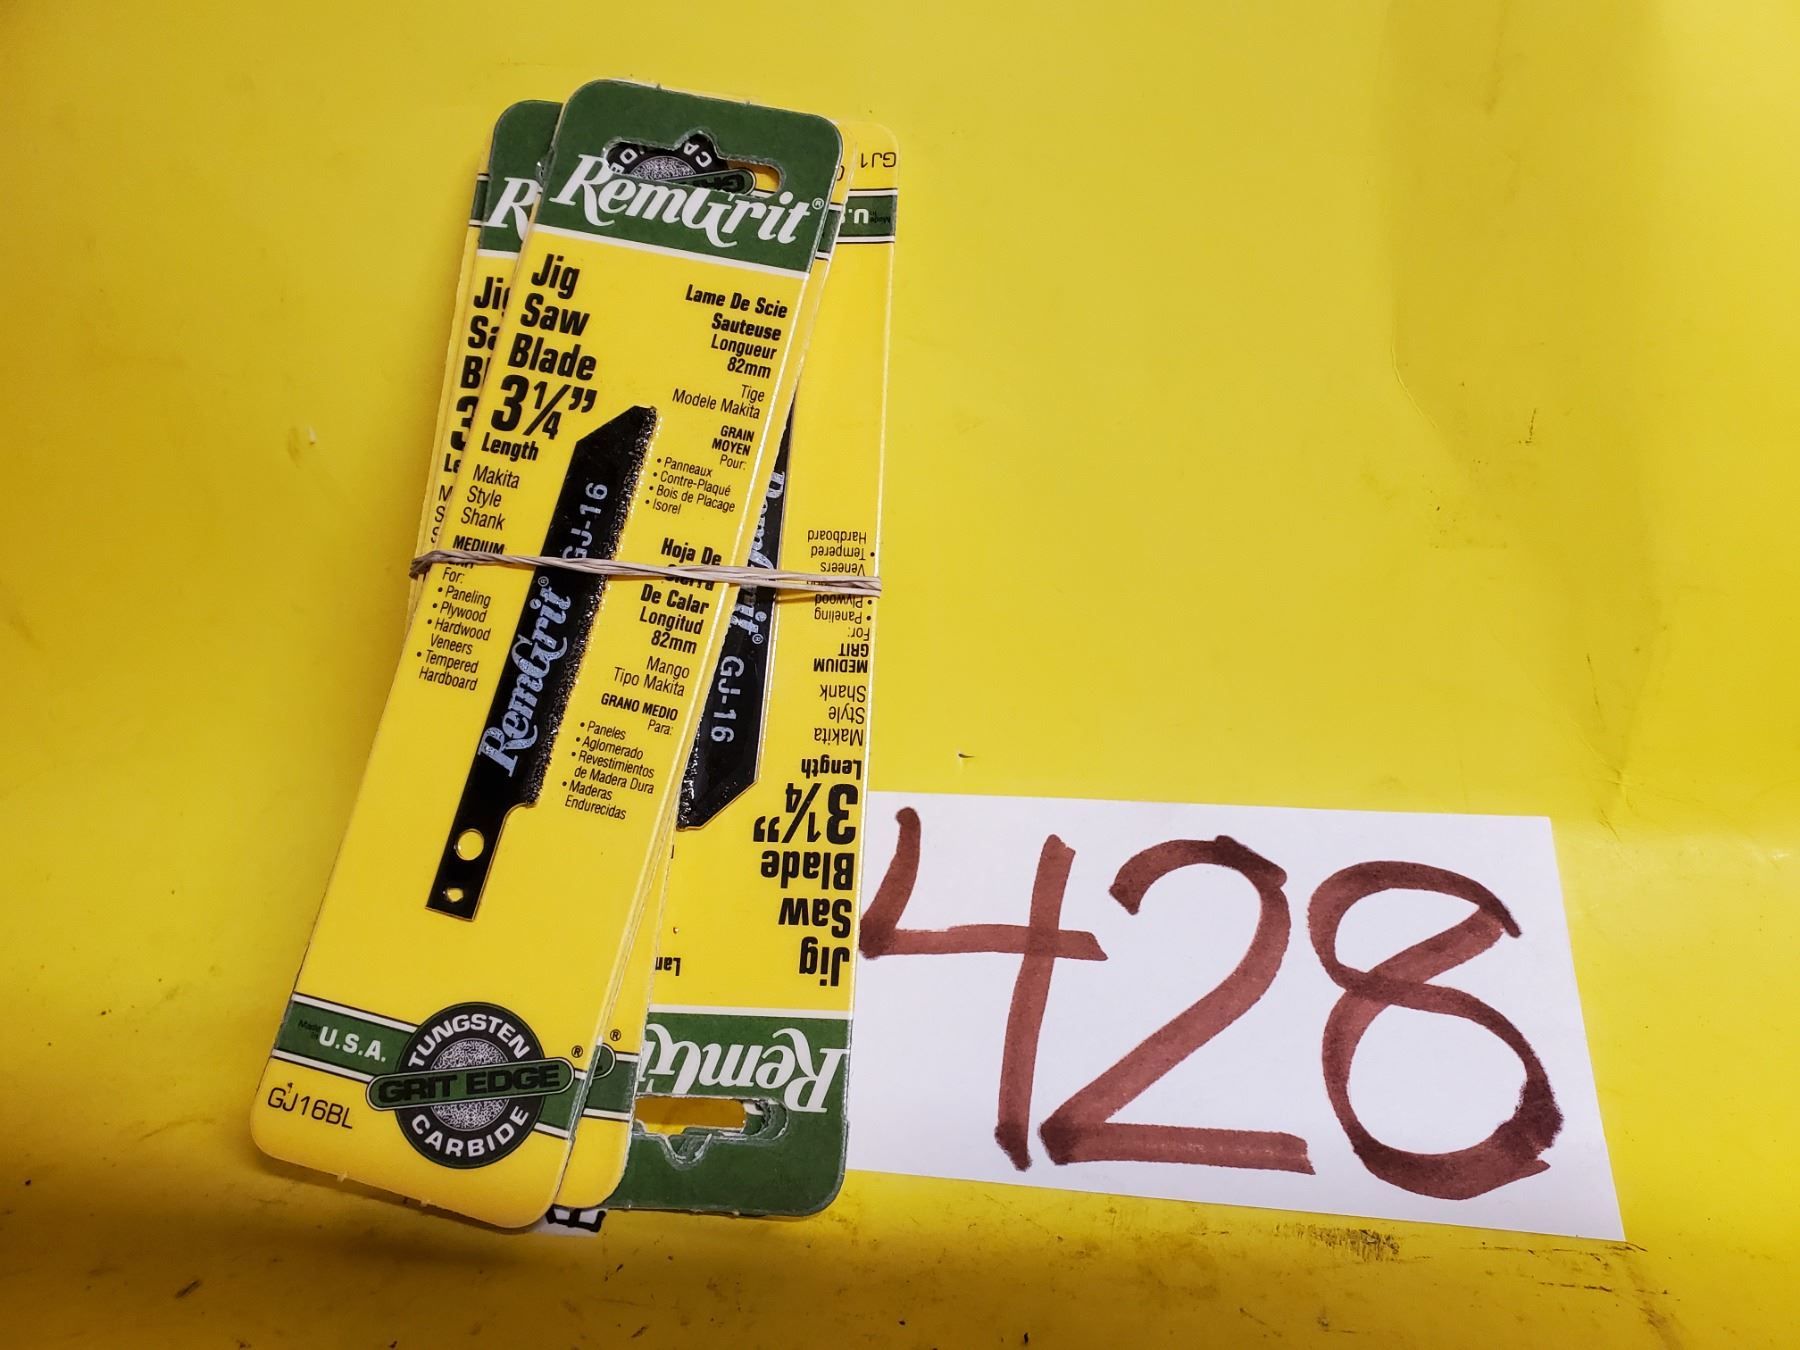 RemGrit®
Jig
Saw
Blade
3¼"
Length
Makita
Style
Shank
MEDIUM
For:
• Paneling
• Plywood
• Hardwood
Veneers
• Tempered
Hardboard
Lame De Scie
Sauteuse
Longueur
82mm
Tige
Modele Makita
GRAIN
MOYEN
Pour:
• Panneaux
• Contre-Plaqué
• Bois de Placage
• Isorel
Hoja De
Sierra
De Calar
Longitud
82mm
Mango
Tipo Makita
GRANO MEDIO
Para:
• Paneles
• Aglomerado
• Revestimientos
de Madera Dura
• Maderas
Endurecidas
RemGrit® GJ-16
Made in
U.S.A.
TUNGSTEN
GRIT EDGE®
CARBIDE
GJ16BL
RemGrit
Jig
Saw
Blade
3¼"
Length
Makita
Style
Shank
MEDIUM
GRIT
For:
• Paneling
• Plywood
Veneers
• Tempered
Hardboard
GJ-16
428